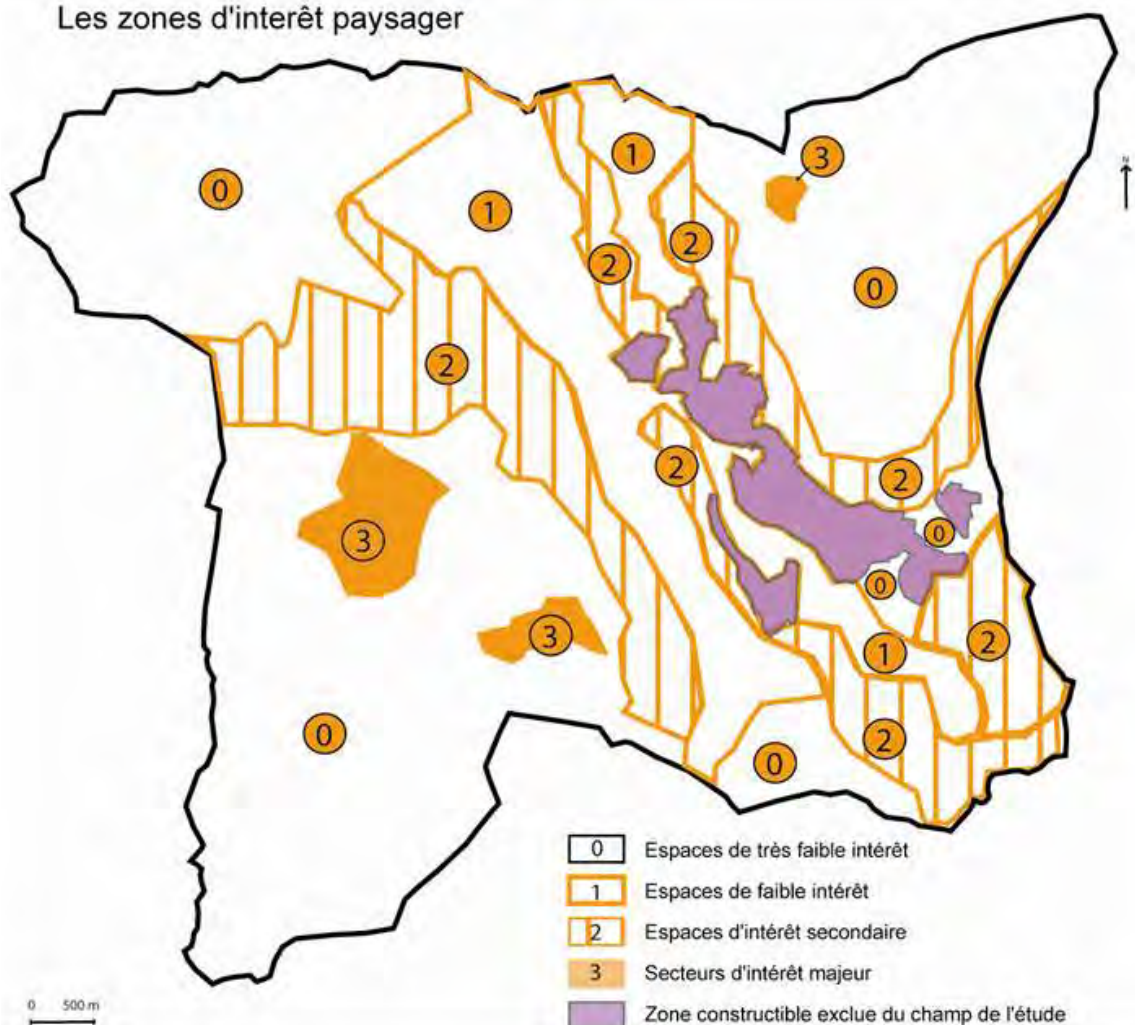 Les zones d'interêt paysager
3
1
0
1
N
2
2
0
2
2
2
0
3
0
3
1
2
0
2
0
0 Espaces de très faible intérêt
1 Espaces de faible intérêt
2 Espaces d'intérêt secondaire
3 Secteurs d'intérêt majeur
Zone constructible exclue du champ de l'étude
0 500 m